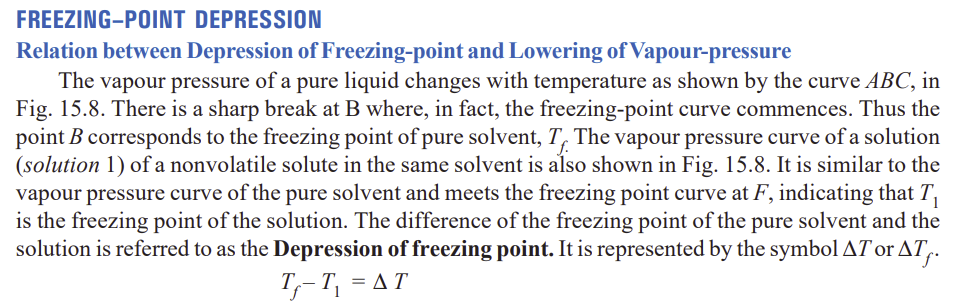 FREEZING–POINT DEPRESSION
Relation between Depression of Freezing-point and Lowering of Vapour-pressure
The vapour pressure of a pure liquid changes with temperature as shown by the curve ABC, in
Fig. 15.8. There is a sharp break at B where, in fact, the freezing-point curve commences. Thus the
point B corresponds to the freezing point of pure solvent, T_f. The vapour pressure curve of a solution
(solution 1) of a nonvolatile solute in the same solvent is also shown in Fig. 15.8. It is similar to the
vapour pressure curve of the pure solvent and meets the freezing point curve at F, indicating that T₁
is the freezing point of the solution. The difference of the freezing point of the pure solvent and the
solution is referred to as the Depression of freezing point. It is represented by the symbol ΔT or ΔT_f.
T_f – T₁ = Δ T